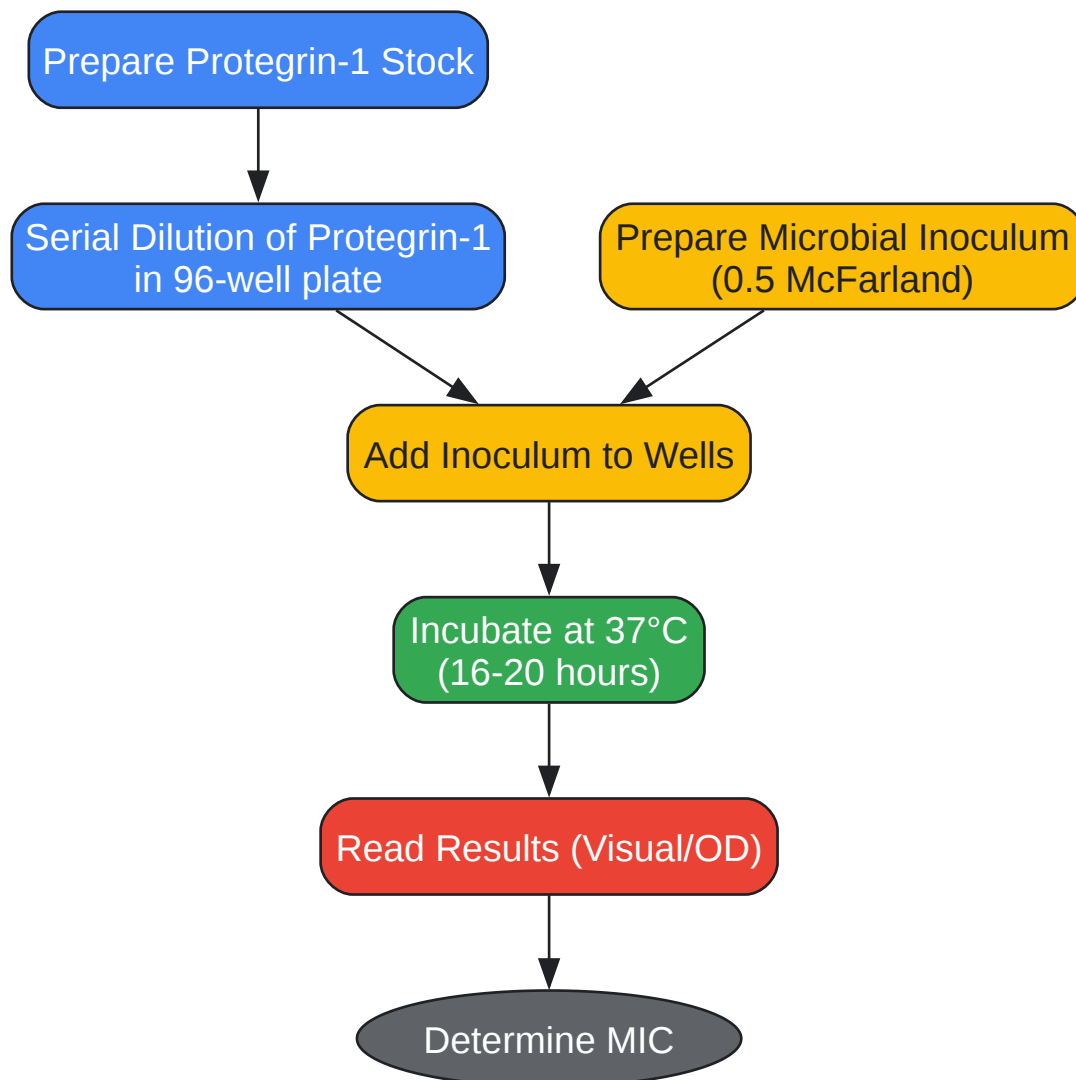 Prepare Protegrin-1 Stock
Serial Dilution of Protegrin-1
in 96-well plate
Prepare Microbial Inoculum
(0.5 McFarland)
Add Inoculum to Wells
Incubate at 37°C
(16-20 hours)
Read Results (Visual/OD)
Determine MIC